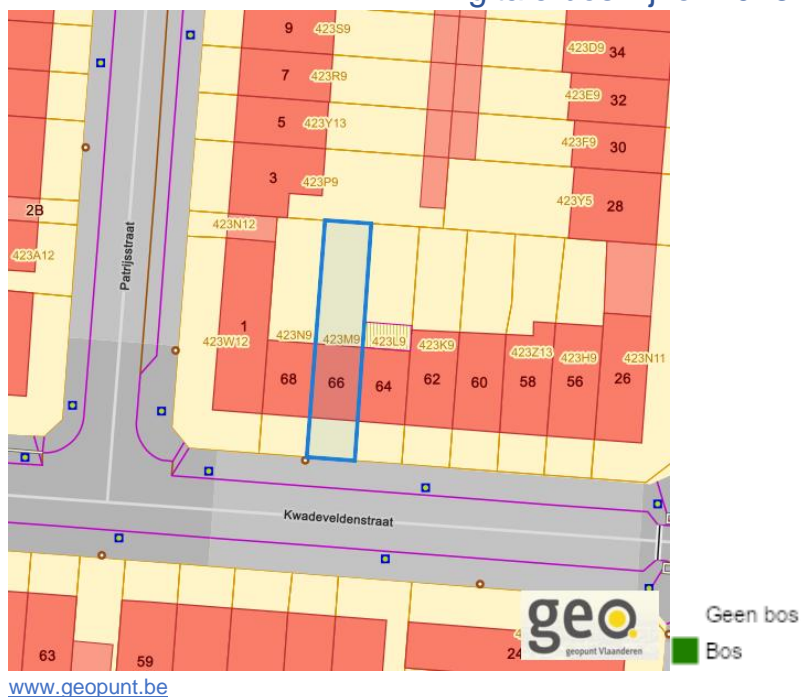 9 423S9
423D9 34
7 423R9
423E9 32
5 423Y13
423F9 30
3 423P9
423Y5 28
2B
423N12
423A12
Patrijsstraat
1
423W12
423N9 423M9 423L9 423K9
423Z13 423H9 423N11
68 66 64 62 60 58 56 26
Kwadeveldenstraat
63 59 24
geo.
geopunt Vlaanderen
Geen bos
Bos
www.geopunt.be